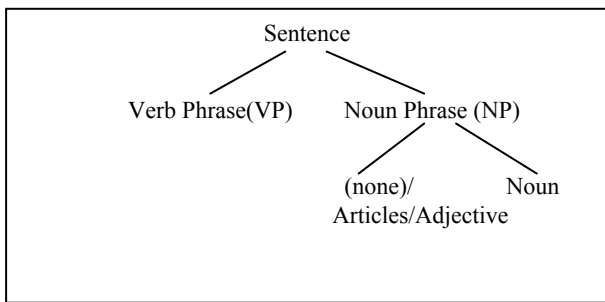 Sentence
Verb Phrase(VP) Noun Phrase (NP)
(none)/ Noun
Articles/Adjective